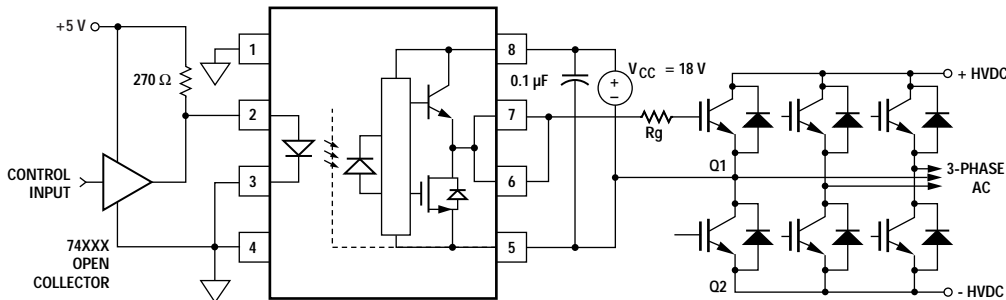 +5 V
270 Ω
CONTROL
INPUT
74XXX
OPEN
COLLECTOR
1
2
3
4
8
7
6
5
0.1 µF
VCC = 18 V
Rg
Q1
Q2
+ HVDC
3-PHASE
AC
- HVDC